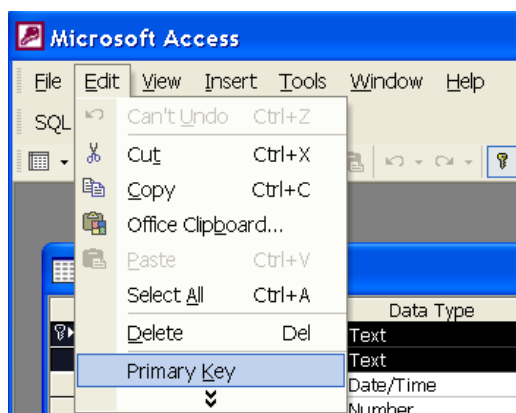 Microsoft Access
File Edit View Insert Tools Window Help
SQL
Can't Undo Ctrl+Z
Cut Ctrl+X
Copy Ctrl+C
Office Clipboard...
Paste Ctrl+V
Select All Ctrl+A
Delete Del
Primary Key
Data Type
Text
Text
Date/Time
Number